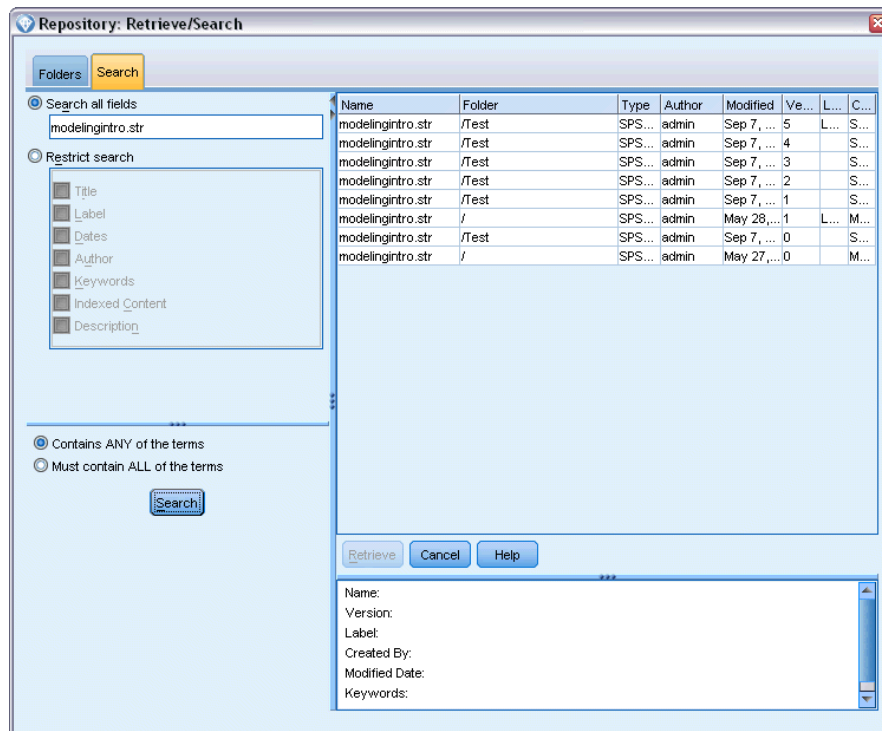 Repository: Retrieve/Search
Folders Search
Search all fields
modelingintro.str
Restrict search
Title
Label
Dates
Author
Keywords
Indexed Content
Description
Contains ANY of the terms
Must contain ALL of the terms
Search
Name Folder Type Author Modified Ve... L... C...
modelingintro.str /Test SPS... admin Sep 7, ... 5 L... S...
modelingintro.str /Test SPS... admin Sep 7, ... 4 S...
modelingintro.str /Test SPS... admin Sep 7, ... 3 S...
modelingintro.str /Test SPS... admin Sep 7, ... 2 S...
modelingintro.str /Test SPS... admin Sep 7, ... 1 S...
modelingintro.str / SPS... admin May 28,... 1 L... M...
modelingintro.str /Test SPS... admin Sep 7, ... 0 S...
modelingintro.str / SPS... admin May 27,... 0 M...
Retrieve Cancel Help
Name:
Version:
Label:
Created By:
Modified Date:
Keywords: